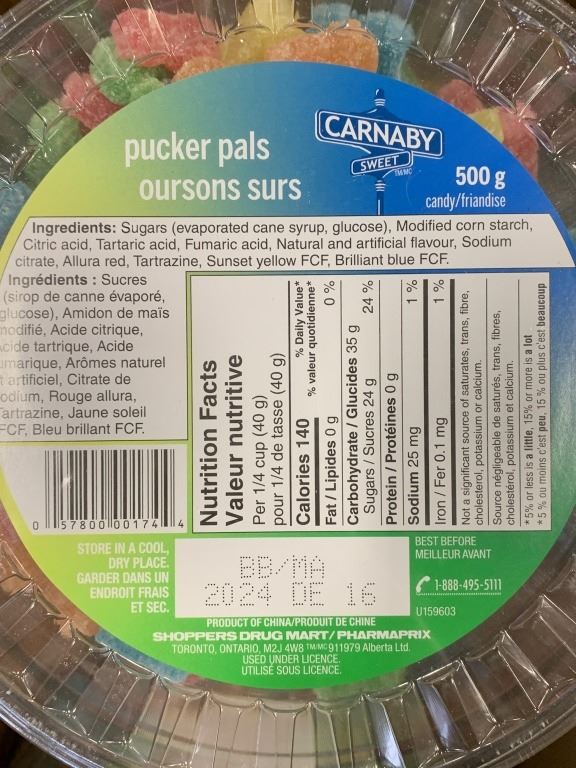 pucker pals
oursons surs
CARNABY
SWEET
TM/MC
500 g
candy/friandise
Ingredients: Sugars (evaporated cane syrup, glucose), Modified corn starch,
Citric acid, Tartaric acid, Fumaric acid, Natural and artificial flavour, Sodium
citrate, Allura red, Tartrazine, Sunset yellow FCF, Brilliant blue FCF.
Ingrédients : Sucres
(sirop de canne évaporé,
glucose), Amidon de maïs
modifié, Acide citrique,
Acide tartrique, Acide
umarique, Arômes naturel
t artificiel, Citrate de
odium, Rouge allura,
Tartrazine, Jaune soleil
FCF, Bleu brillant FCF.
0 57800 00174 4
Nutrition Facts
Valeur nutritive
Per 1/4 cup (40 g)
pour 1/4 de tasse (40 g)
Calories 140
% Daily Value*
% valeur quotidienne*
Fat / Lipides 0 g 0 %
Carbohydrate / Glucides 35 g
Sugars / Sucres 24 g 24 %
Protein / Protéines 0 g
Sodium 25 mg 1 %
Iron / Fer 0.1 mg 1 %
Not a significant source of saturates, trans, fibre,
cholesterol, potassium or calcium.
Source négligeable de saturés, trans, fibres,
cholestérol, potassium et calcium.
*5% or less is a little, 15% or more is a lot
*5 % ou moins c'est peu, 15 % ou plus c'est beaucoup
STORE IN A COOL,
DRY PLACE.
GARDER DANS UN
ENDROIT FRAIS
ET SEC.
BB/MA
2024 DE 16
BEST BEFORE
MEILLEUR AVANT
1-888-495-5111
U159603
PRODUCT OF CHINA/PRODUIT DE CHINE
SHOPPERS DRUG MART/PHARMAPRIX
TORONTO, ONTARIO, M2J 4W8 TM/MC 911979 Alberta Ltd.
USED UNDER LICENCE.
UTILISÉ SOUS LICENCE.